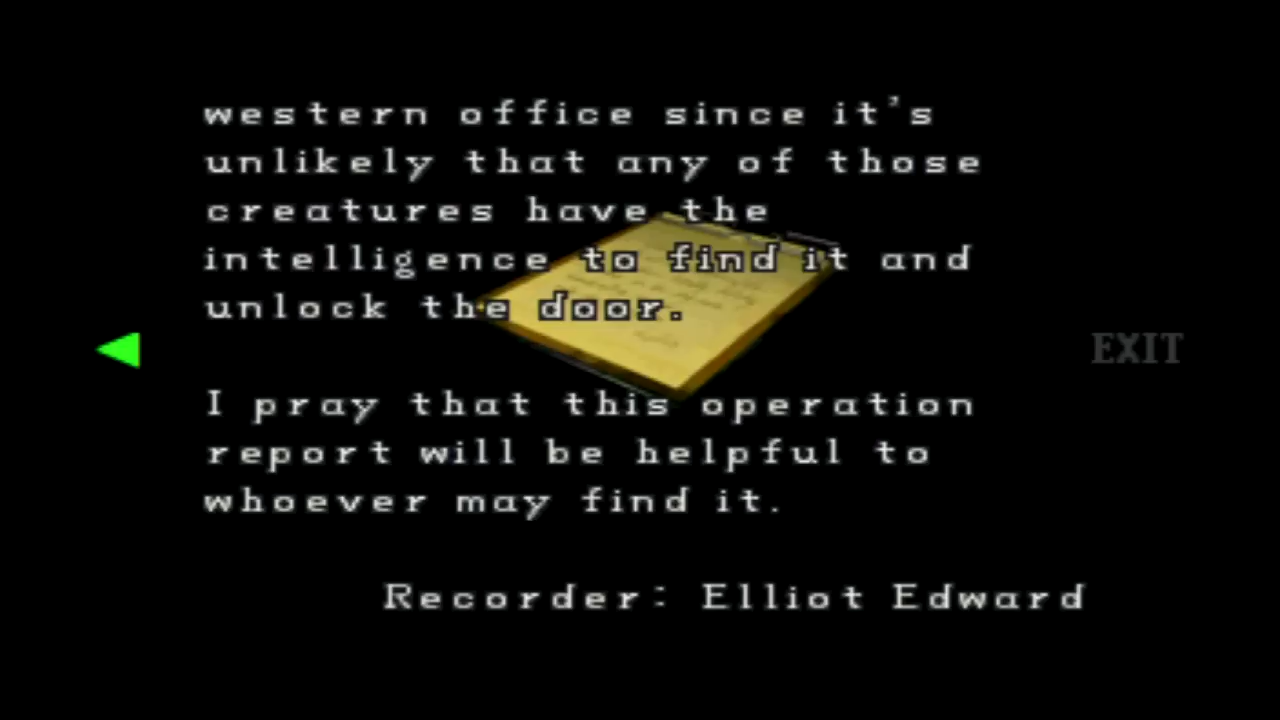 western office since it's
unlikely that any of those
creatures have the
intelligence to find it and
unlock the door.
EXIT
I pray that this operation
report will be helpful to
whoever may find it.
Recorder: Elliot Edward